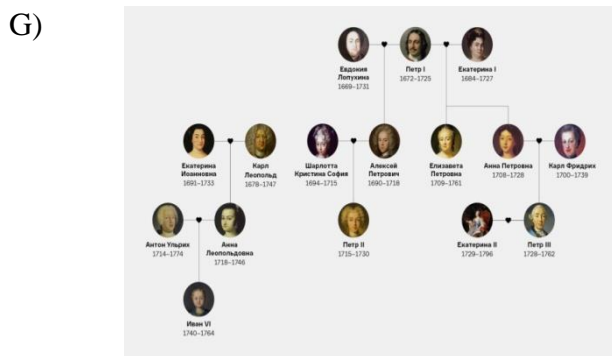 G)
Евдокия
Лопухина
1669–1731
Петр I
1672–1725
Екатерина I
1684–1727
Екатерина
Иоанновна
1691–1733
Карл
Леопольд
1678–1747
Шарлотта
Кристина София
1694–1715
Алексей
Петрович
1690–1718
Елизавета
Петровна
1709–1761
Анна Петровна
1708–1728
Карл Фридрих
1700–1739
Антон Ульрих
1714–1774
Анна
Леопольдовна
1718–1746
Петр II
1715–1730
Екатерина II
1729–1796
Петр III
1728–1762
Иван VI
1740–1764